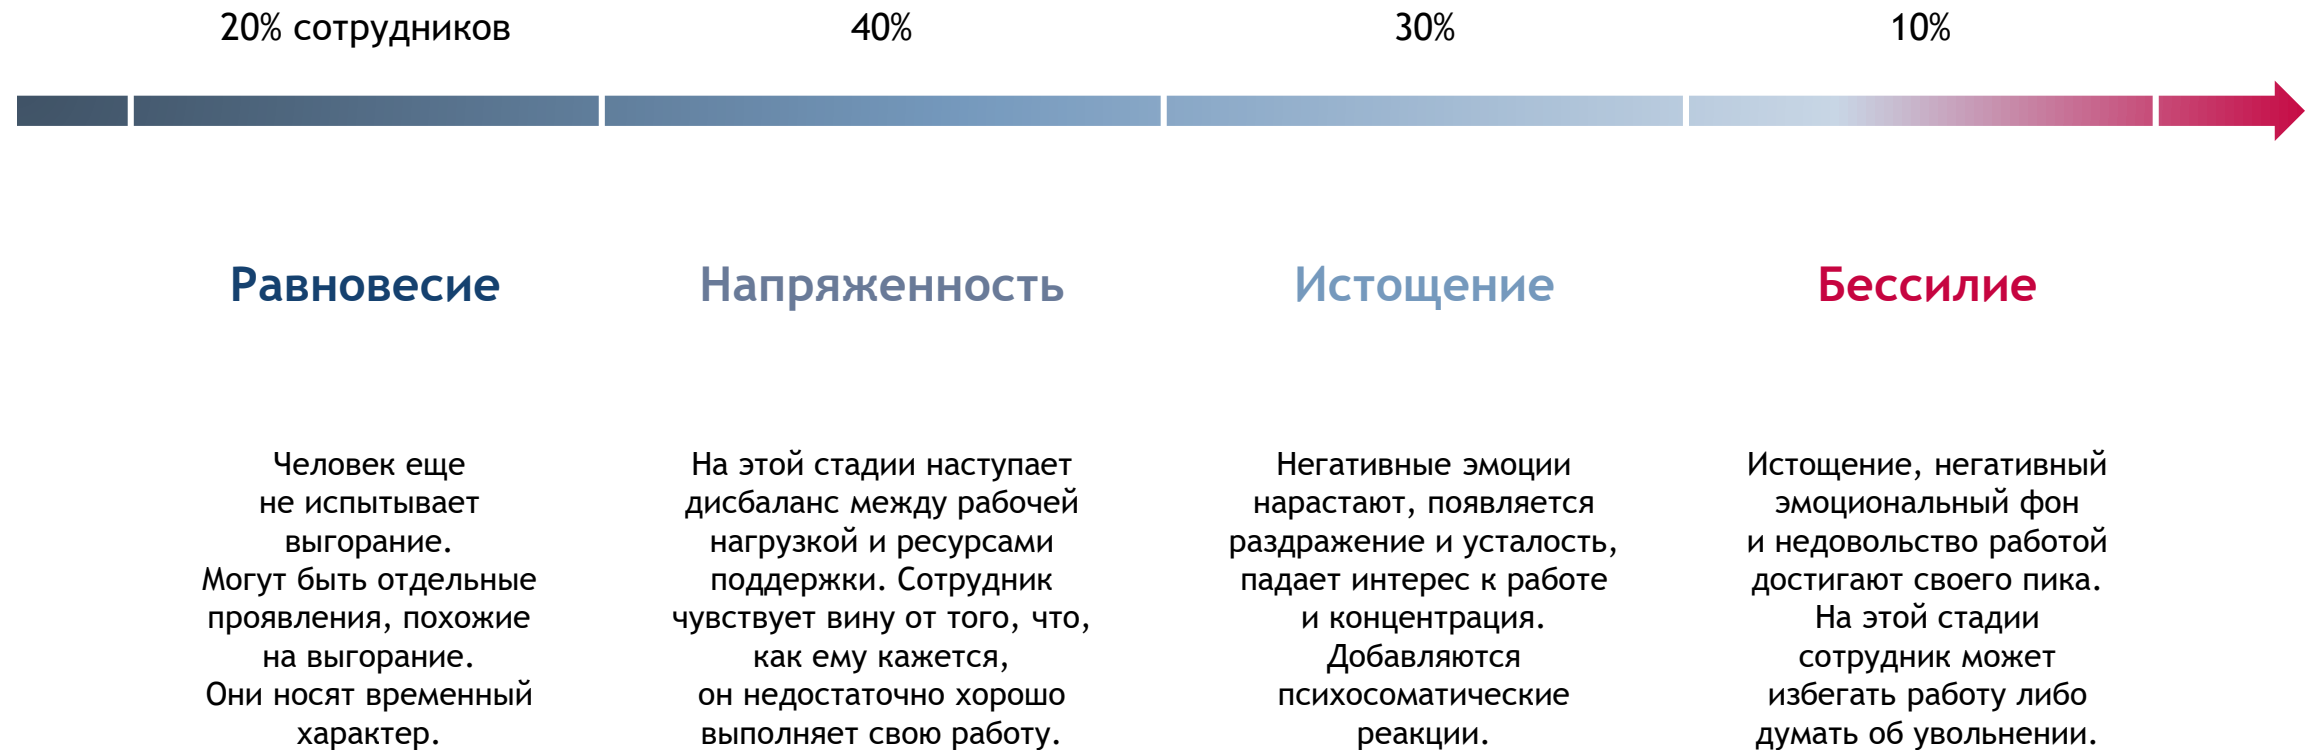 20% сотрудников
40%
30%
10%
Равновесие
Напряженность
Истощение
Бессилие
Человек еще
не испытывает
выгорание.
Могут быть отдельные
проявления, похожие
на выгорание.
Они носят временный
характер.
На этой стадии наступает
дисбаланс между рабочей
нагрузкой и ресурсами
поддержки. Сотрудник
чувствует вину от того, что,
как ему кажется,
он недостаточно хорошо
выполняет свою работу.
Негативные эмоции
нарастают, появляется
раздражение и усталость,
падает интерес к работе
и концентрация.
Добавляются
психосоматические
реакции.
Истощение, негативный
эмоциональный фон
и недовольство работой
достигают своего пика.
На этой стадии
сотрудник может
избегать работу либо
думать об увольнении.